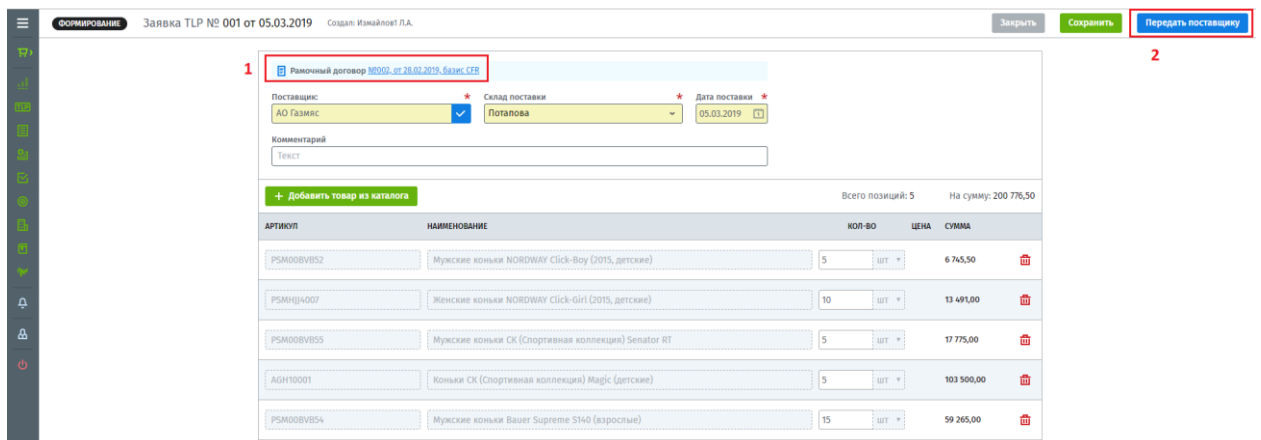 ФОРМИРОВАНИЕ Заявка TLP № 001 от 05.03.2019 Создал: Измайлов1 Л.А. Закрыть Сохранить Передать поставщику
1 Рамочный договор №002, от 28.02.2019, базис CFR 2
Поставщик: * Склад поставки * Дата поставки *
АО Газмяс Потапова 05.03.2019
Комментарий
Текст
+ Добавить товар из каталога Всего позиций: 5 На сумму: 200 776,50
АРТИКУЛ НАИМЕНОВАНИЕ КОЛ-ВО ЦЕНА СУММА
PSM00BVB52 Мужские коньки NORDWAY Click-Boy (2015, детские) 5 шт 6 745,50
PSMHJJ4007 Женские коньки NORDWAY Click-Girl (2015, детские) 10 шт 13 491,00
PSM00BVB55 Мужские коньки СК (Спортивная коллекция) Senator RT 5 шт 17 775,00
AGH10001 Коньки СК (Спортивная коллекция) Magic (детские) 5 шт 103 500,00
PSM00BVB54 Мужские коньки Bauer Supreme S140 (взрослые) 15 шт 59 265,00
TLP